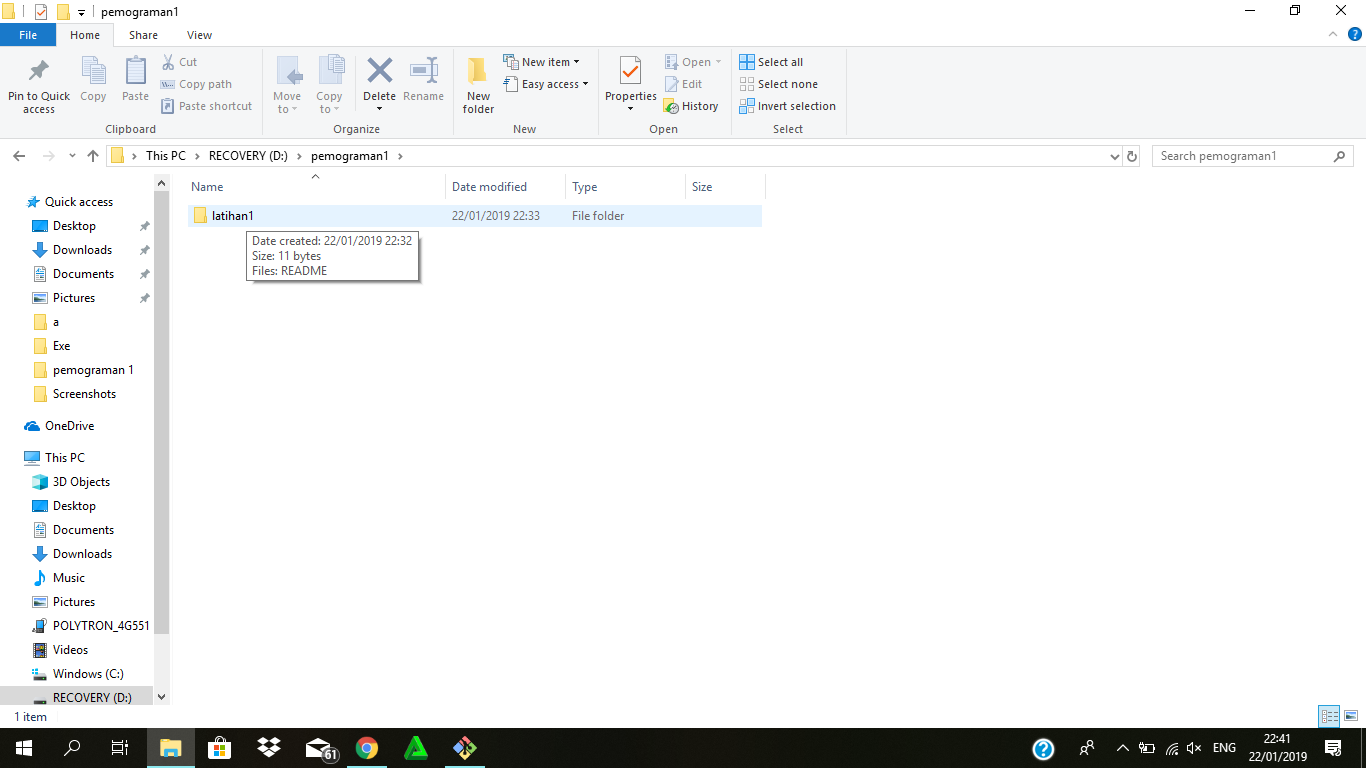 pemograman1
File Home Share View
Pin to Quick access
Copy
Paste
Cut
Copy path
Paste shortcut
Clipboard
Move to
Copy to
Delete
Rename
Organize
New folder
New item
Easy access
New
Properties
Open
Edit
History
Open
Select all
Select none
Invert selection
Select
This PC RECOVERY (D:) pemograman1
Search pemograman1
Name Date modified Type Size
latihan1 22/01/2019 22:33 File folder
Date created: 22/01/2019 22:32
Size: 11 bytes
Files: README
Quick access
Desktop
Downloads
Documents
Pictures
a
Exe
pemograman 1
Screenshots
OneDrive
This PC
3D Objects
Desktop
Documents
Downloads
Music
Pictures
POLYTRON_4G551
Videos
Windows (C:)
RECOVERY (D:)
1 item
61
ENG
22:41
22/01/2019